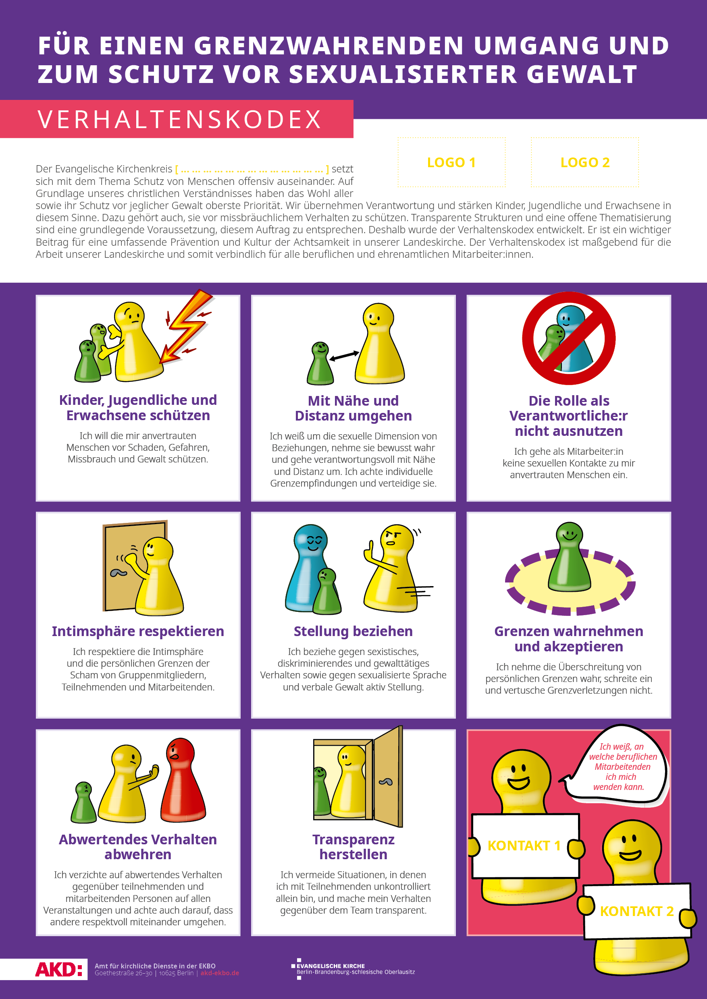 FÜR EINEN GRENZWAHRENDEN UMGANG UND
ZUM SCHUTZ VOR SEXUALISIERTER GEWALT
VERHALTENSKODEX
LOGO 1
LOGO 2
Der Evangelische Kirchenkreis [ ... ... ... ... ... ... ... ... ... ... ... ... ... ] setzt
sich mit dem Thema Schutz von Menschen offensiv auseinander. Auf
Grundlage unseres christlichen Verständnisses haben das Wohl aller
sowie ihr Schutz vor jeglicher Gewalt oberste Priorität. Wir übernehmen Verantwortung und stärken Kinder, Jugendliche und Erwachsene in
diesem Sinne. Dazu gehört auch, sie vor missbräuchlichem Verhalten zu schützen. Transparente Strukturen und eine offene Thematisierung
sind eine grundlegende Voraussetzung, diesem Auftrag zu entsprechen. Deshalb wurde der Verhaltenskodex entwickelt. Er ist ein wichtiger
Beitrag für eine umfassende Prävention und Kultur der Achtsamkeit in unserer Landeskirche. Der Verhaltenskodex ist maßgebend für die
Arbeit unserer Landeskirche und somit verbindlich für alle beruflichen und ehrenamtlichen Mitarbeiter:innen.
Kinder, Jugendliche und
Erwachsene schützen
Ich will die mir anvertrauten
Menschen vor Schaden, Gefahren,
Missbrauch und Gewalt schützen.
Mit Nähe und
Distanz umgehen
Ich weiß um die sexuelle Dimension von
Beziehungen, nehme sie bewusst wahr
und gehe verantwortungsvoll mit Nähe
und Distanz um. Ich achte individuelle
Grenzempfindungen und verteidige sie.
Die Rolle als
Verantwortliche:r
nicht ausnutzen
Ich gehe als Mitarbeiter:in
keine sexuellen Kontakte zu mir
anvertrauten Menschen ein.
Intimsphäre respektieren
Ich respektiere die Intimsphäre
und die persönlichen Grenzen der
Scham von Gruppenmitgliedern,
Teilnehmenden und Mitarbeitenden.
Stellung beziehen
Ich beziehe gegen sexistisches,
diskriminierendes und gewalttätiges
Verhalten sowie gegen sexualisierte Sprache
und verbale Gewalt aktiv Stellung.
Grenzen wahrnehmen
und akzeptieren
Ich nehme die Überschreitung von
persönlichen Grenzen wahr, schreite ein
und vertusche Grenzverletzungen nicht.
Abwertendes Verhalten
abwehren
Ich verzichte auf abwertendes Verhalten
gegenüber teilnehmenden und
mitarbeitenden Personen auf allen
Veranstaltungen und achte auch darauf, dass
andere respektvoll miteinander umgehen.
Transparenz
herstellen
Ich vermeide Situationen, in denen
ich mit Teilnehmenden unkontrolliert
allein bin, und mache mein Verhalten
gegenüber dem Team transparent.
Ich weiß, an
welche beruflichen
Mitarbeitenden
ich mich
wenden kann.
KONTAKT 1
KONTAKT 2
AKD:
Amt für kirchliche Dienste in der EKBO
Goethestraße 26–30 | 10625 Berlin | akd-ekbo.de
EVANGELISCHE KIRCHE
Berlin-Brandenburg-schlesische Oberlausitz